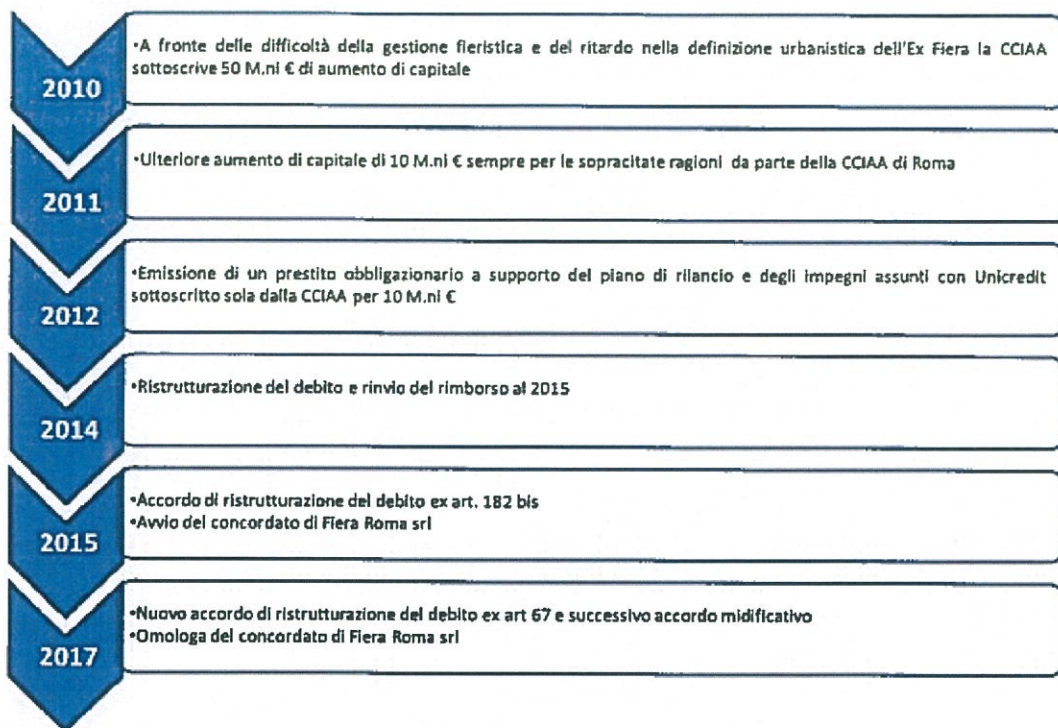 2010
•A fronte delle difficoltà della gestione fieristica e del ritardo nella definizione urbanistica dell'Ex Fiera la CCIAA
sottoscrive 50 M.ni € di aumento di capitale
2011
•Ulteriore aumento di capitale di 10 M.ni € sempre per le sopracitate ragioni da parte della CCIAA di Roma
2012
•Emissione di un prestito obbligazionario a supporto del piano di rilancio e degli impegni assunti con Unicredit
sottoscritto sola dalla CCIAA per 10 M.ni €
2014
•Ristrutturazione del debito e rinvio del rimborso al 2015
2015
•Accordo di ristrutturazione del debito ex art. 182 bis
•Avvio del concordato di Fiera Roma srl
2017
•Nuovo accordo di ristrutturazione del debito ex art 67 e successivo accordo midificativo
•Omologa del concordato di Fiera Roma srl